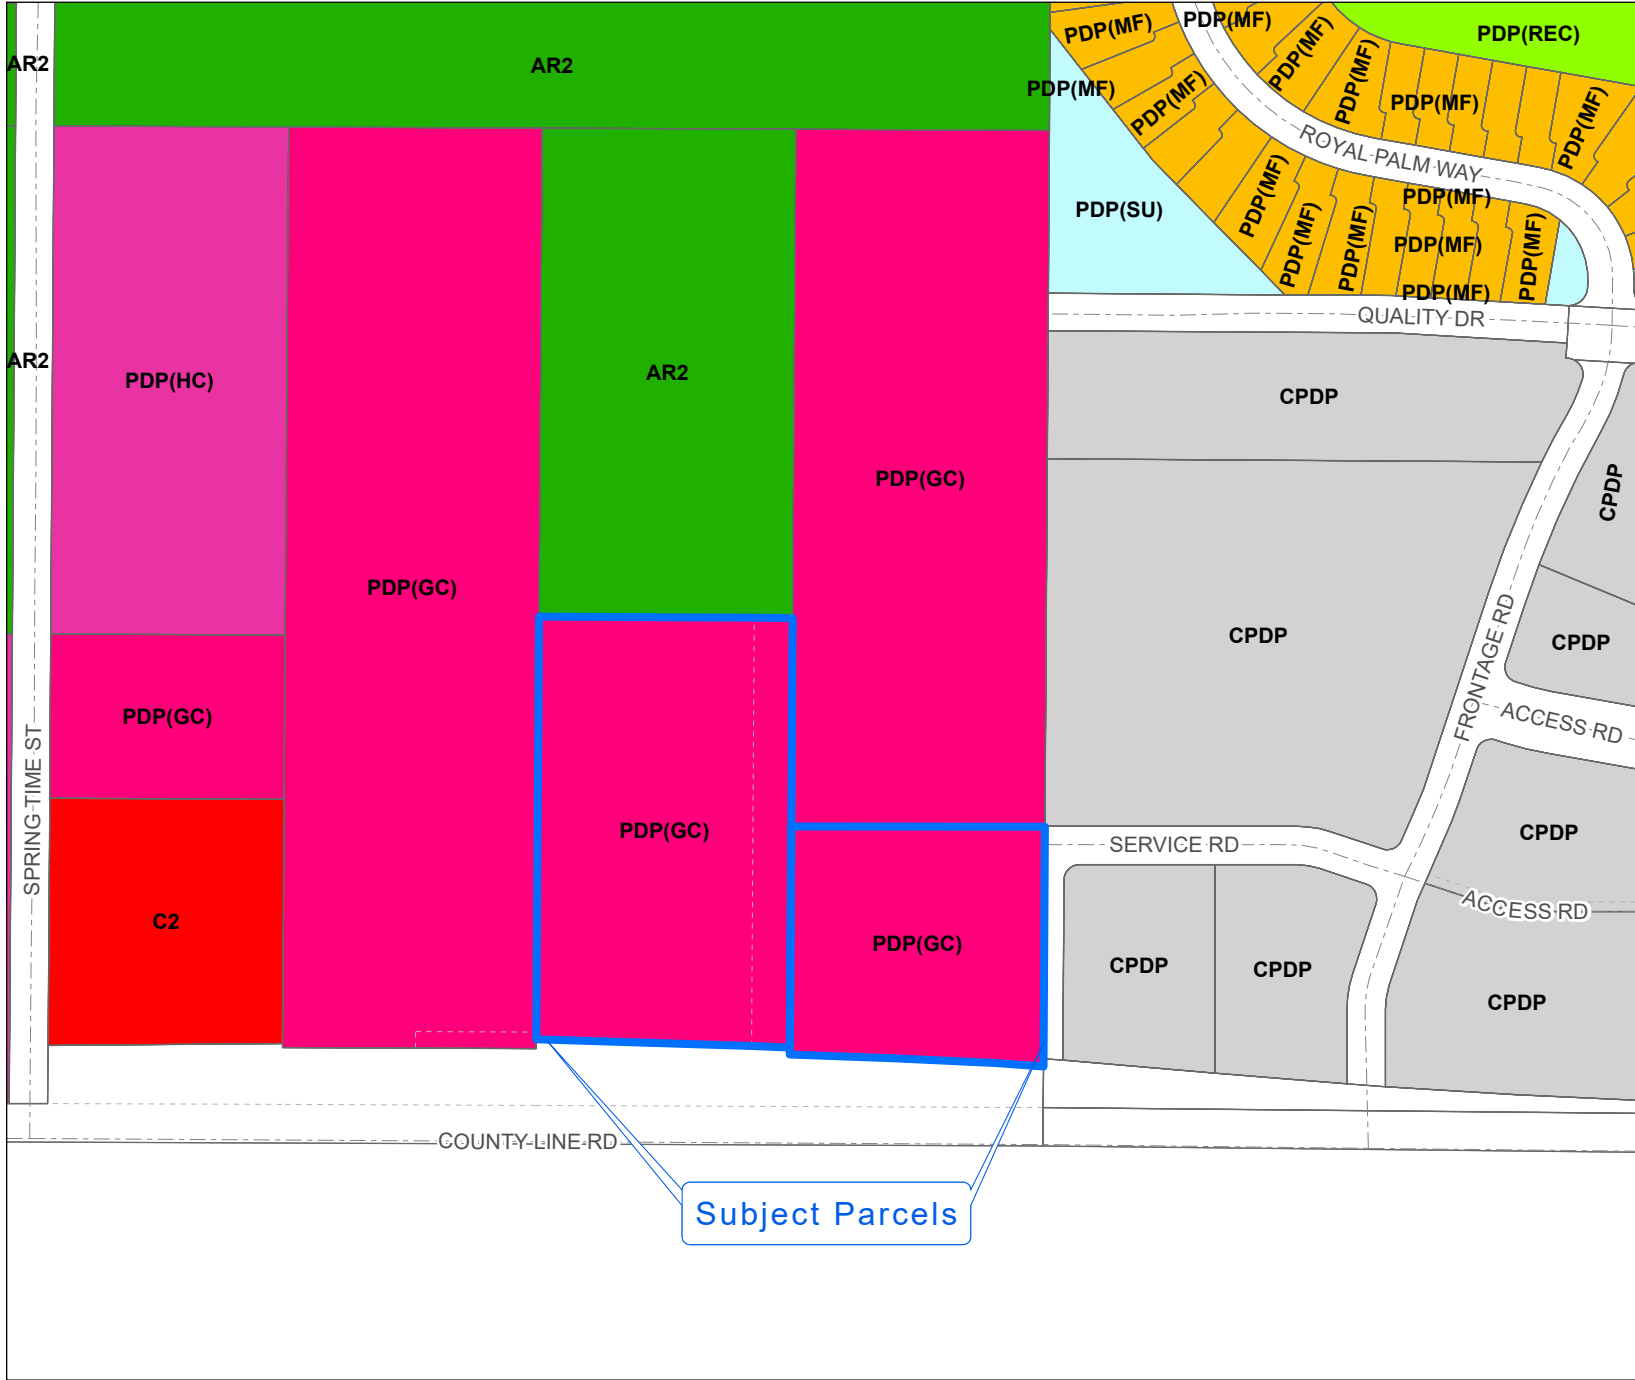 PDP(MF)
PDP(MF)
PDP(MF)
PDP(REC)
AR2
AR2
PDP(MF)
PDP(MF)
PDP(MF)
PDP(MF)
PDP(MF)
PDP(MF)
ROYAL PALM WAY
PDP(SU)
PDP(MF)
PDP(MF)
PDP(MF)
PDP(MF)
PDP(MF)
PDP(MF)
PDP(MF)
QUALITY DR
AR2
PDP(HC)
AR2
CPDP
PDP(GC)
CPDP
PDP(GC)
CPDP
CPDP
FRONTAGE RD
PDP(GC)
ACCESS RD
SPRING TIME ST
PDP(GC)
CPDP
SERVICE RD
ACCESS RD
C2
PDP(GC)
CPDP
CPDP
CPDP
COUNTY LINE RD
Subject Parcels